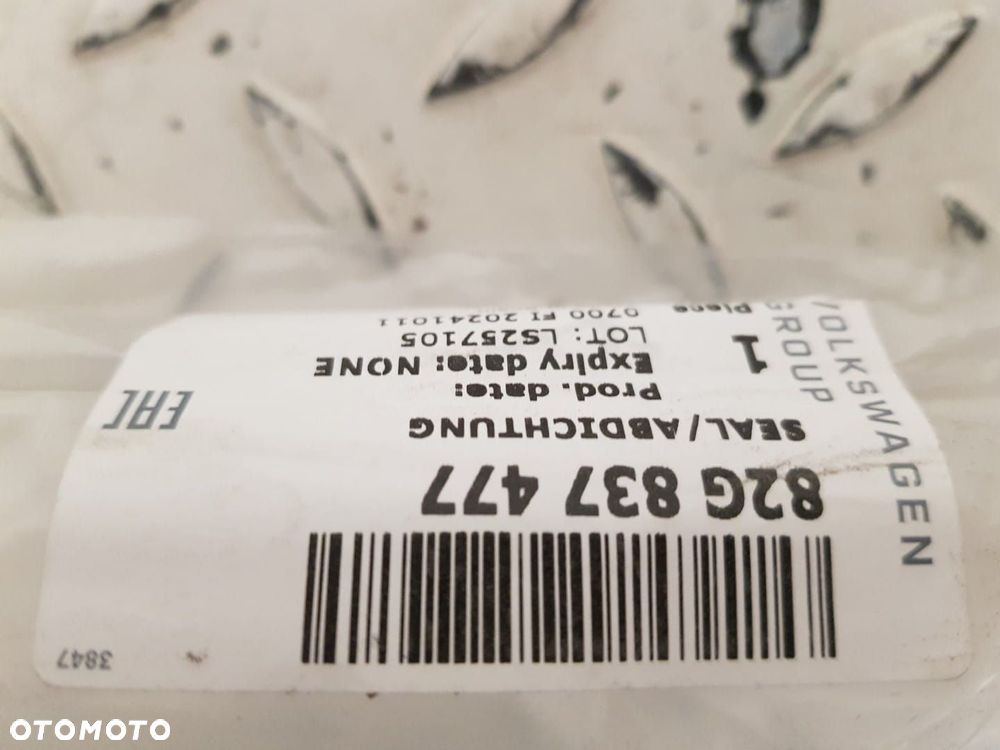 3847
82G 837 477
SEAL/ABDICHTUNG
Prod. date:
Expiry date: NONE
LOT: LS257105
0700 FI 20241011
1
Piece
VOLKSWAGEN
GROUP
EAC
OTOMOTO